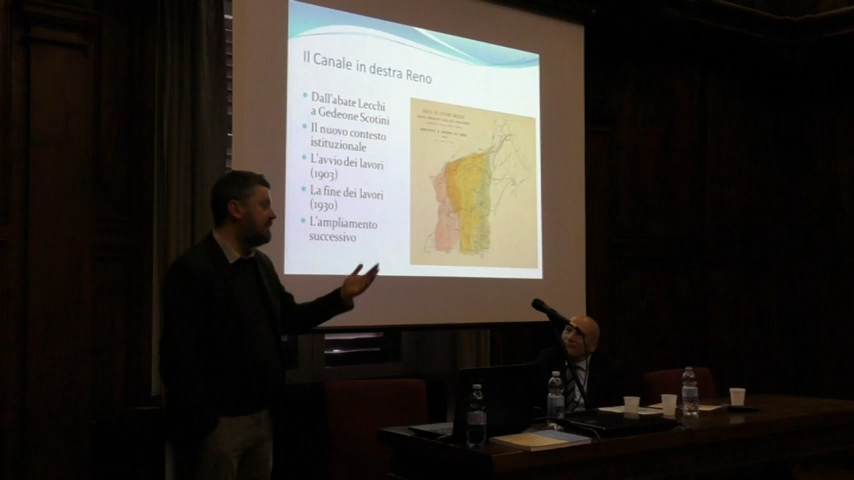 Il Canale in destra Reno
Dall'abate Lecchi
a Gedeone Scotini
Il nuovo contesto
istituzionale
L'avvio dei lavori
(1903)
La fine dei lavori
(1930)
L'ampliamento
successivo